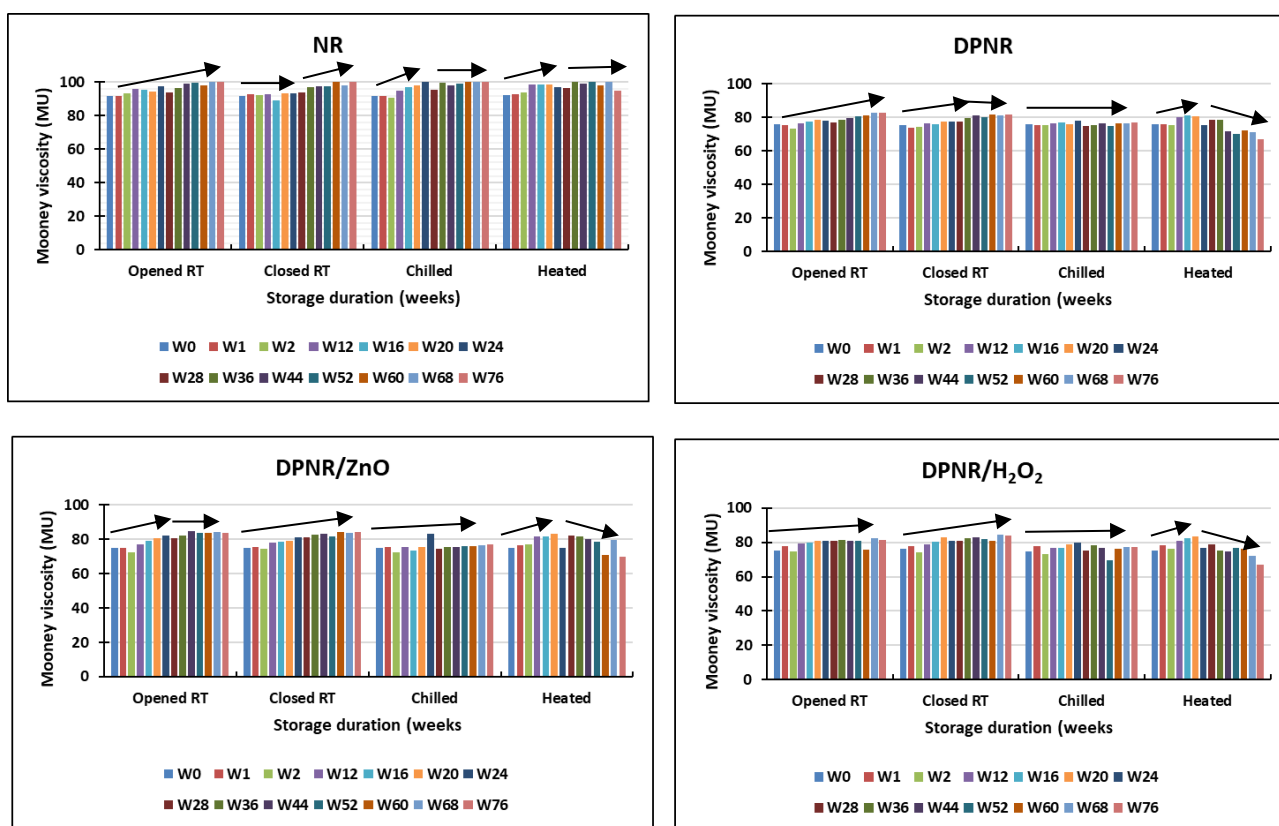 NR
Mooney viscosity (MU)
100
80
60
40
20
0
Opened RT Closed RT Chilled Heated
Storage duration (weeks)
W0 W1 W2 W12 W16 W20 W24
W28 W36 W44 W52 W60 W68 W76
DPNR
Mooney viscosity (MU)
100
80
60
40
20
0
Opened RT Closed RT Chilled Heated
Storage duration (weeks
W0 W1 W2 W12 W16 W20 W24
W28 W36 W44 W52 W60 W68 W76
DPNR/ZnO
Mooney viscosity (MU)
100
80
60
40
20
0
Opened RT Closed RT Chilled Heated
Storage duration (weeks
W0 W1 W2 W12 W16 W20 W24
W28 W36 W44 W52 W60 W68 W76
DPNR/H₂O₂
Mooney viscosity (MU)
100
80
60
40
20
0
Opened RT Closed RT Chilled Heated
Storage duration (weeks
W0 W1 W2 W12 W16 W20 W24
W28 W36 W44 W52 W60 W68 W76